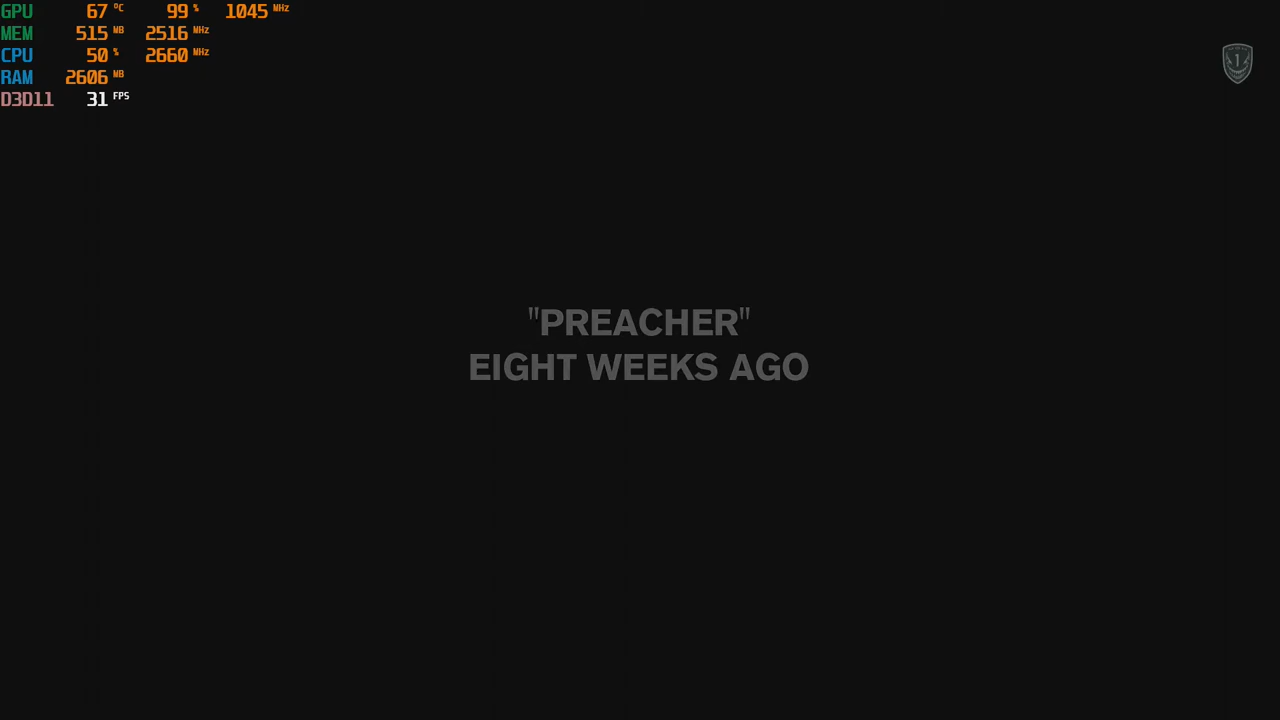 GPU 67 °C 99 % 1045 MHz
MEM 515 MB 2516 MHz
CPU 50 % 2660 MHz
RAM 2606 MB
D3D11 31 FPS
1
"PREACHER"
EIGHT WEEKS AGO